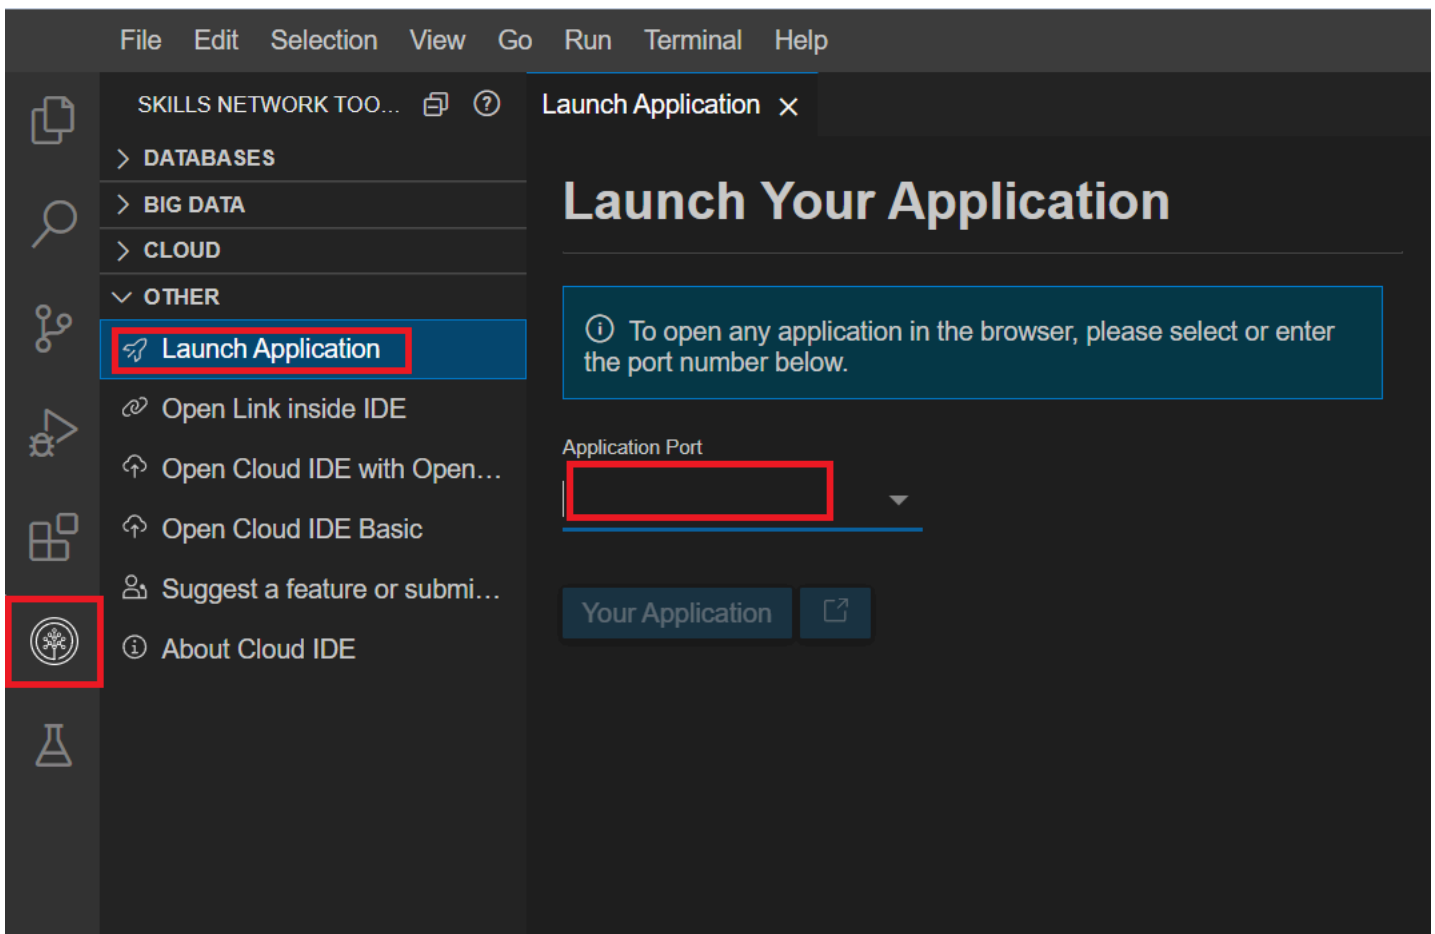 File Edit Selection View Go Run Terminal Help
SKILLS NETWORK TOO...
Launch Application
DATABASES
BIG DATA
CLOUD
OTHER
Launch Application
Open Link inside IDE
Open Cloud IDE with Open...
Open Cloud IDE Basic
Suggest a feature or submi...
About Cloud IDE
Launch Your Application
To open any application in the browser, please select or enter
the port number below.
Application Port
Your Application